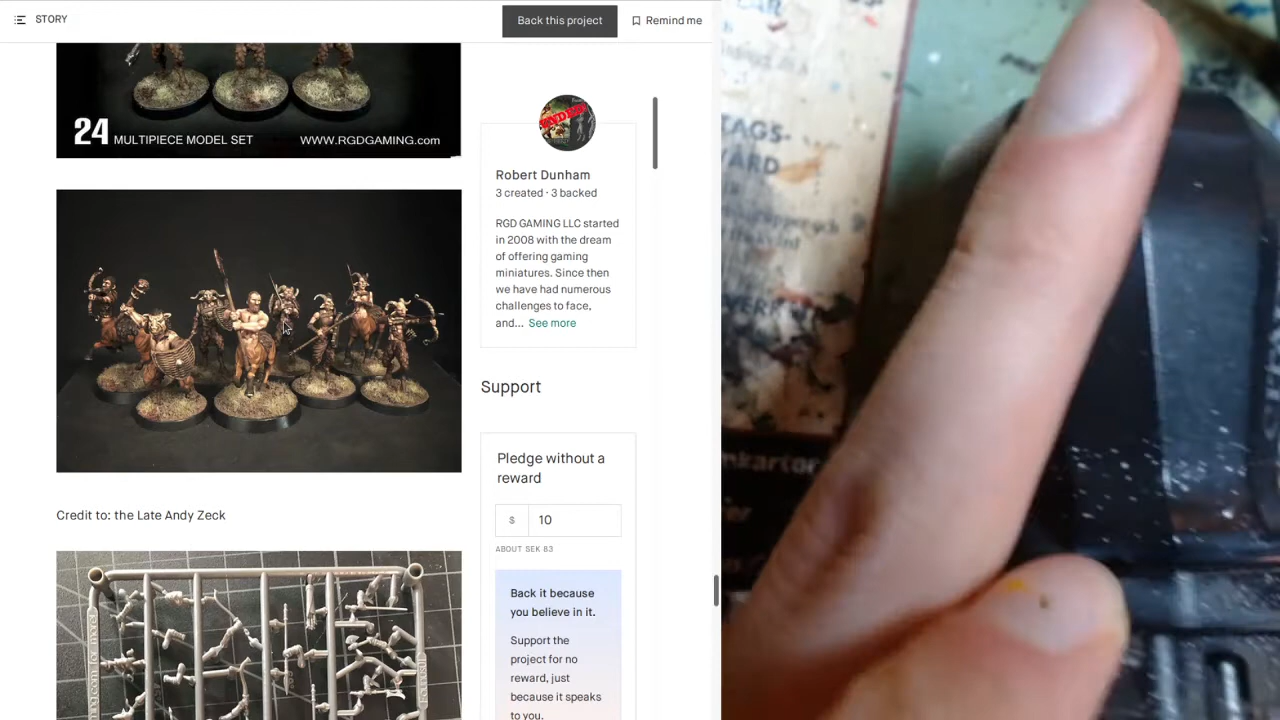 STORY
Back this project
Remind me
24 MULTIPIECE MODEL SET
WWW.RGDGAMING.com
Robert Dunham
3 created · 3 backed
RGD GAMING LLC started
in 2008 with the dream
of offering gaming
miniatures. Since then
we have had numerous
challenges to face,
and... See more
Support
Pledge without a
reward
$ 10
ABOUT SEK 83
Back it because
you believe in it.
Support the
project for no
reward, just
because it speaks
to you.
Credit to: the Late Andy Zeck